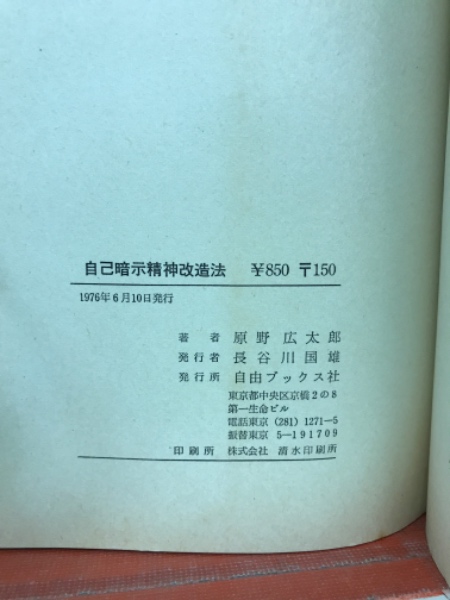 自己暗示精神改造法 ¥850 〒150
1976年6月10日発行
著者 原野広太郎
発行者 長谷川国雄
発行所 自由ブックス社
東京都中央区京橋2の8
第一生命ビル
電話東京 (281) 1271―5
振替東京 5―191709
印刷所 株式会社 清水印刷所